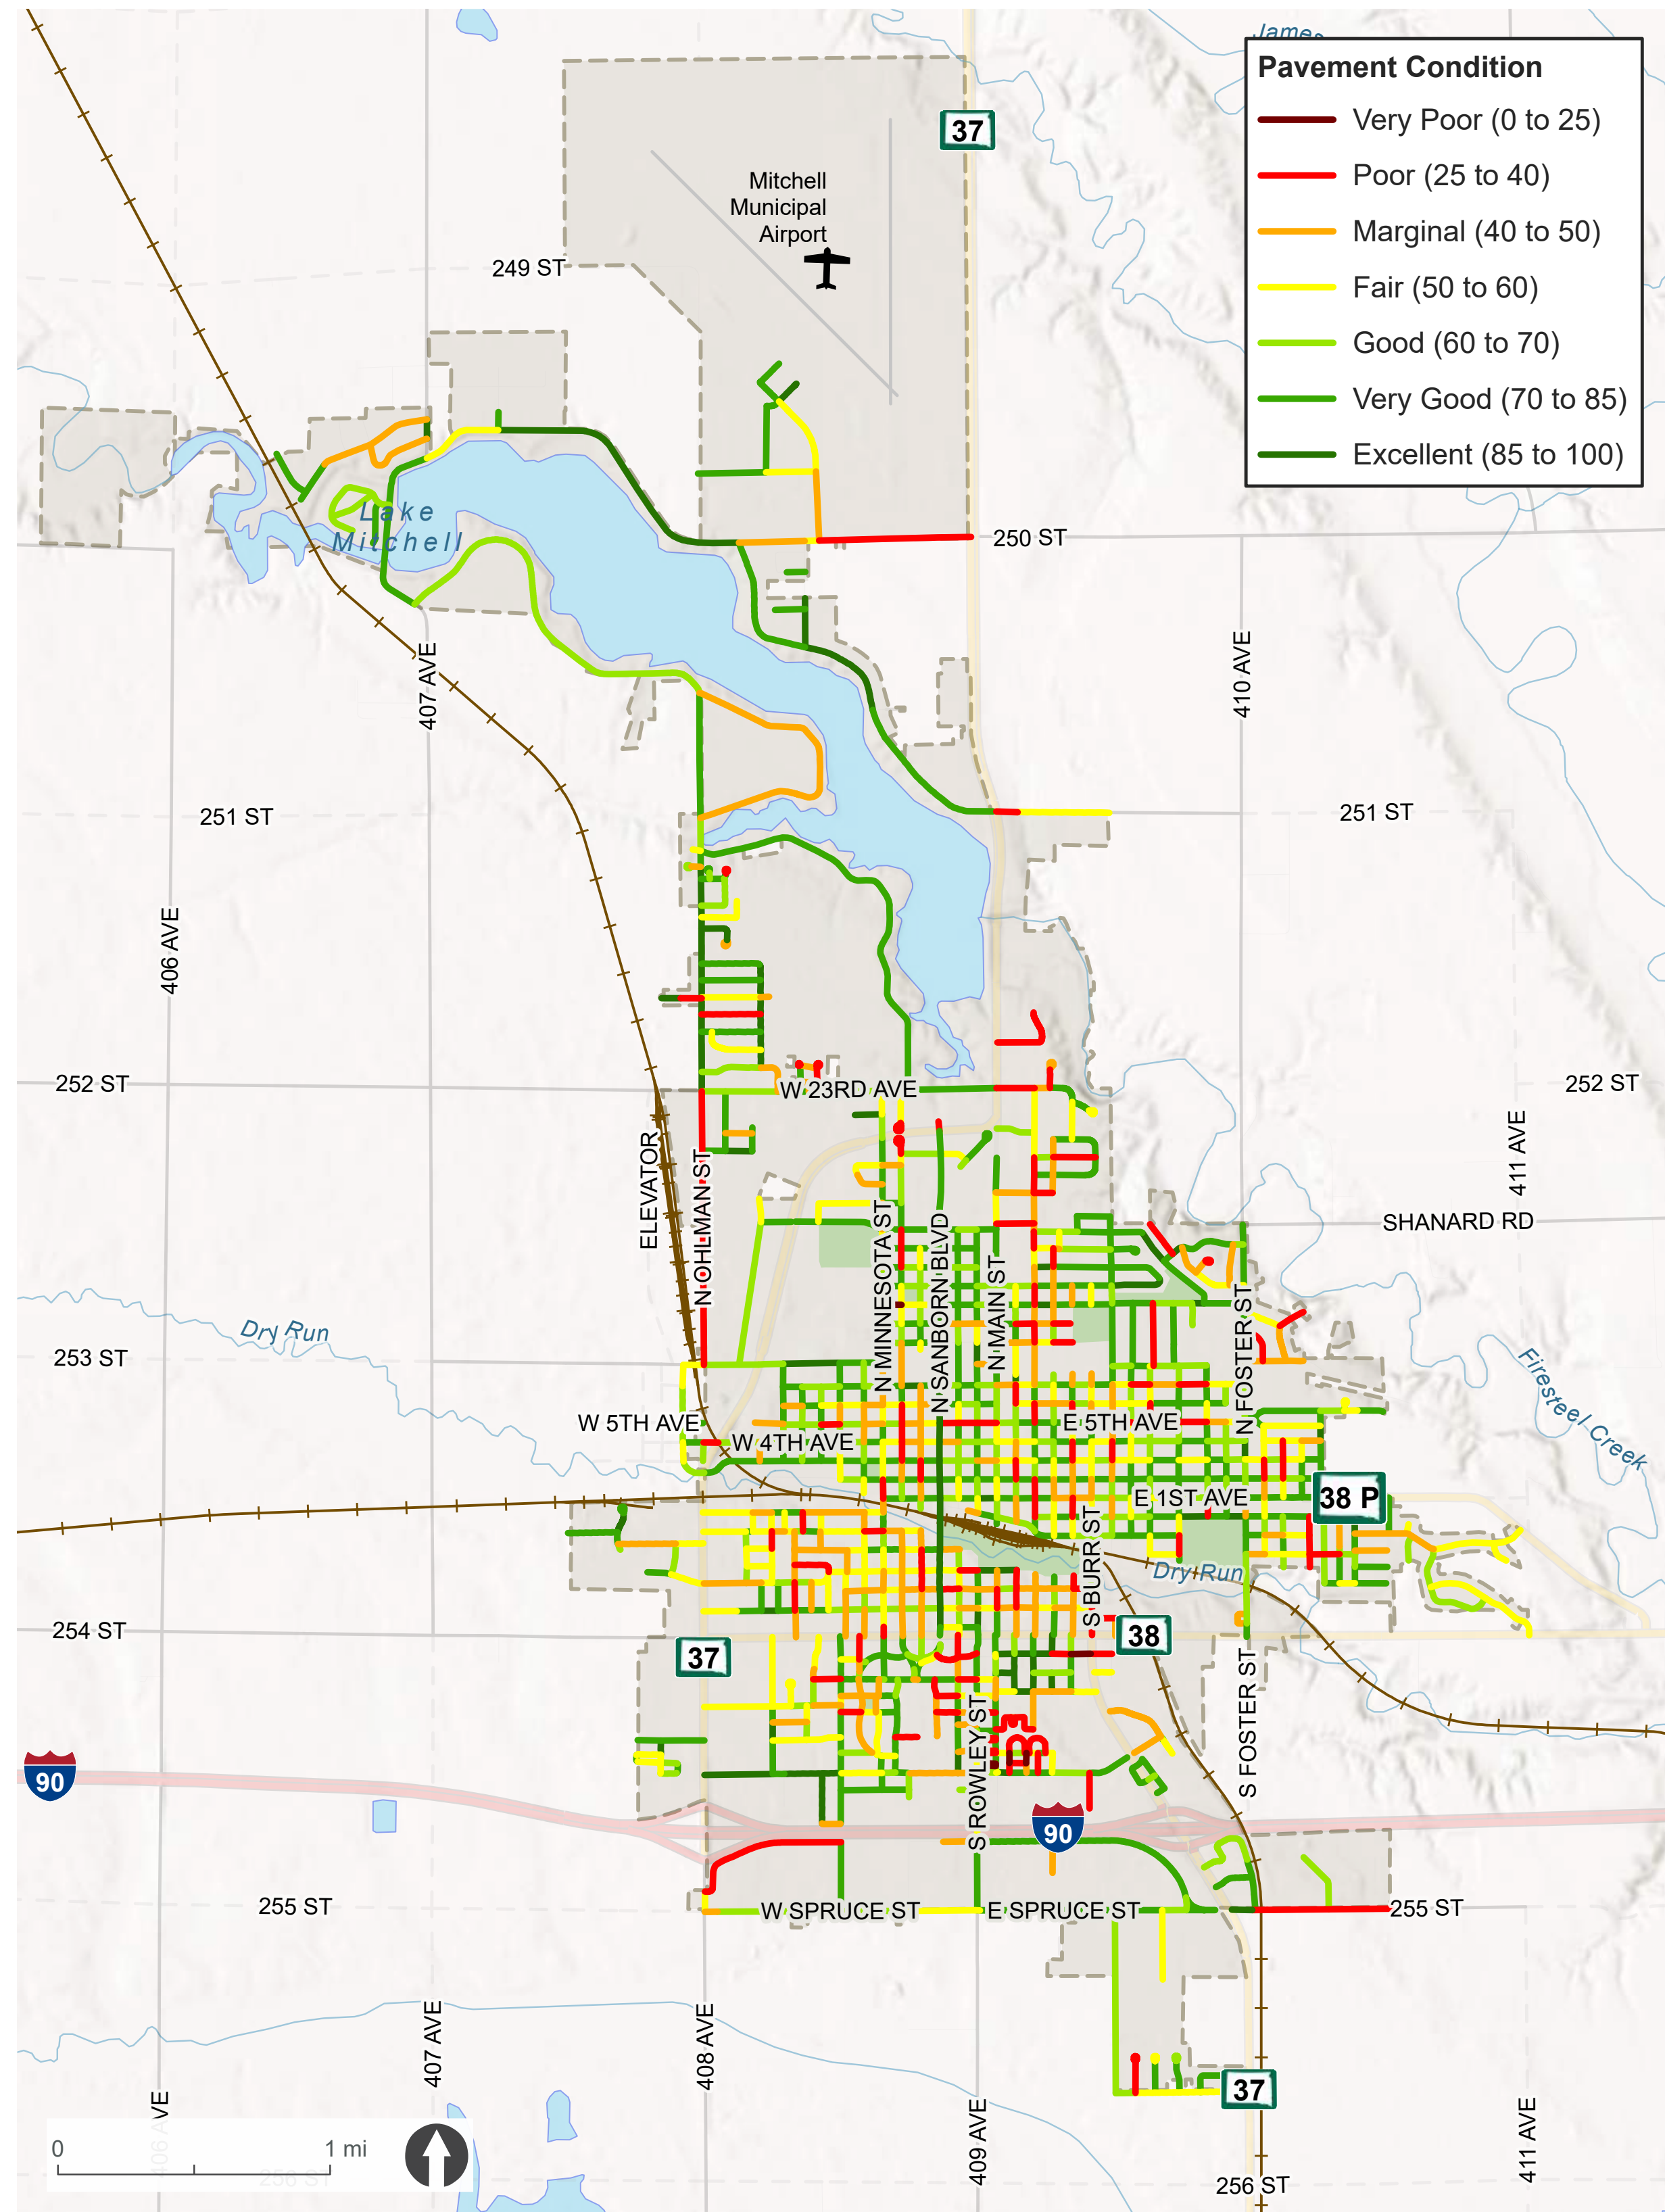 James
Pavement Condition
Very Poor (0 to 25)
Poor (25 to 40)
Marginal (40 to 50)
Fair (50 to 60)
Good (60 to 70)
Very Good (70 to 85)
Excellent (85 to 100)
37
Mitchell
Municipal
Airport
249 ST
Lake
Mitchell
250 ST
407 AVE
410 AVE
251 ST
251 ST
406 AVE
252 ST
W 23RD AVE
252 ST
411 AVE
ELEVATOR
N OHLMAN ST
N MINNESOTA ST
N SANBORN BLVD
N MAIN ST
SHANARD RD
N FOSTER ST
Dry Run
253 ST
Firesteel Creek
W 5TH AVE
E 5TH AVE
W 4TH AVE
E 1ST AVE
38 P
S BURR ST
Dry Run
254 ST
37
38
S FOSTER ST
S ROWLEY ST
90
90
255 ST
W SPRUCE ST
E SPRUCE ST
255 ST
407 AVE
408 AVE
37
406 AVE
409 AVE
411 AVE
0
1 mi
256 ST
256 ST